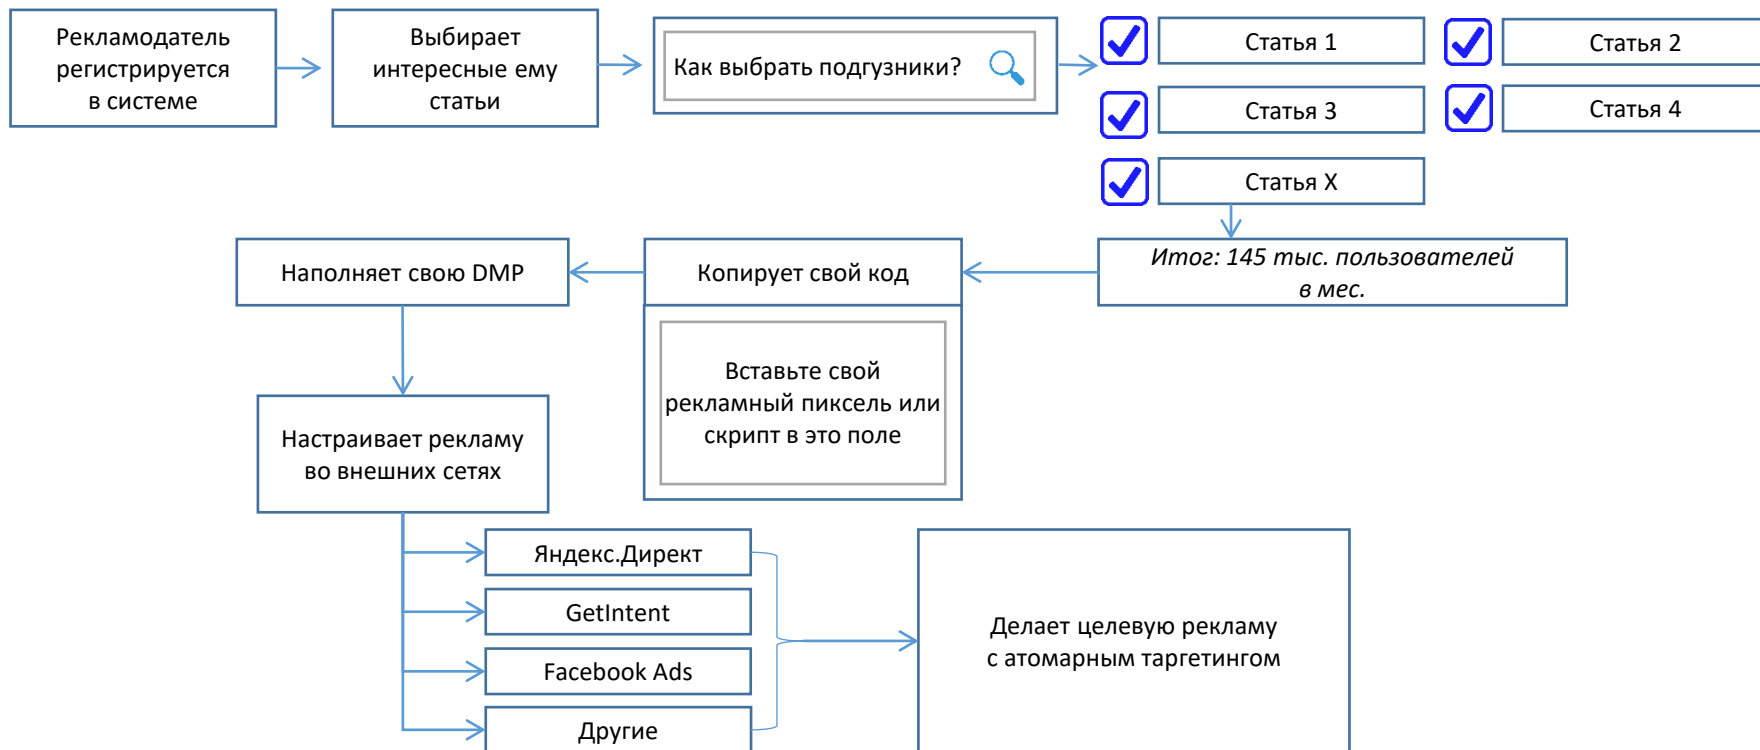 Рекламодатель
регистрируется
в системе
Выбирает
интересные ему
статьи
Как выбрать подгузники?
Статья 1
Статья 2
Статья 3
Статья 4
Статья X
Итог: 145 тыс. пользователей
в мес.
Копирует свой код
Вставьте свой
рекламный пиксель или
скрипт в это поле
Наполняет свою DMP
Настраивает рекламу
во внешних сетях
Яндекс.Директ
GetIntent
Facebook Ads
Другие
Делает целевую рекламу
с атомарным таргетингом